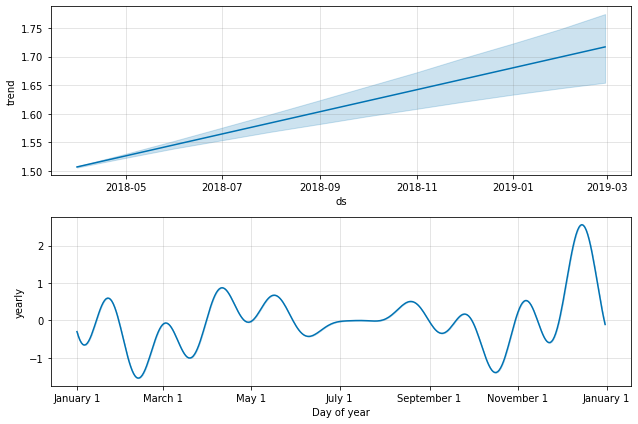 1.75
1.70
1.65
1.60
1.55
1.50
trend
2018-05 2018-07 2018-09 2018-11 2019-01 2019-03
ds
2
1
0
−1
yearly
January 1 March 1 May 1 July 1 September 1 November 1 January 1
Day of year